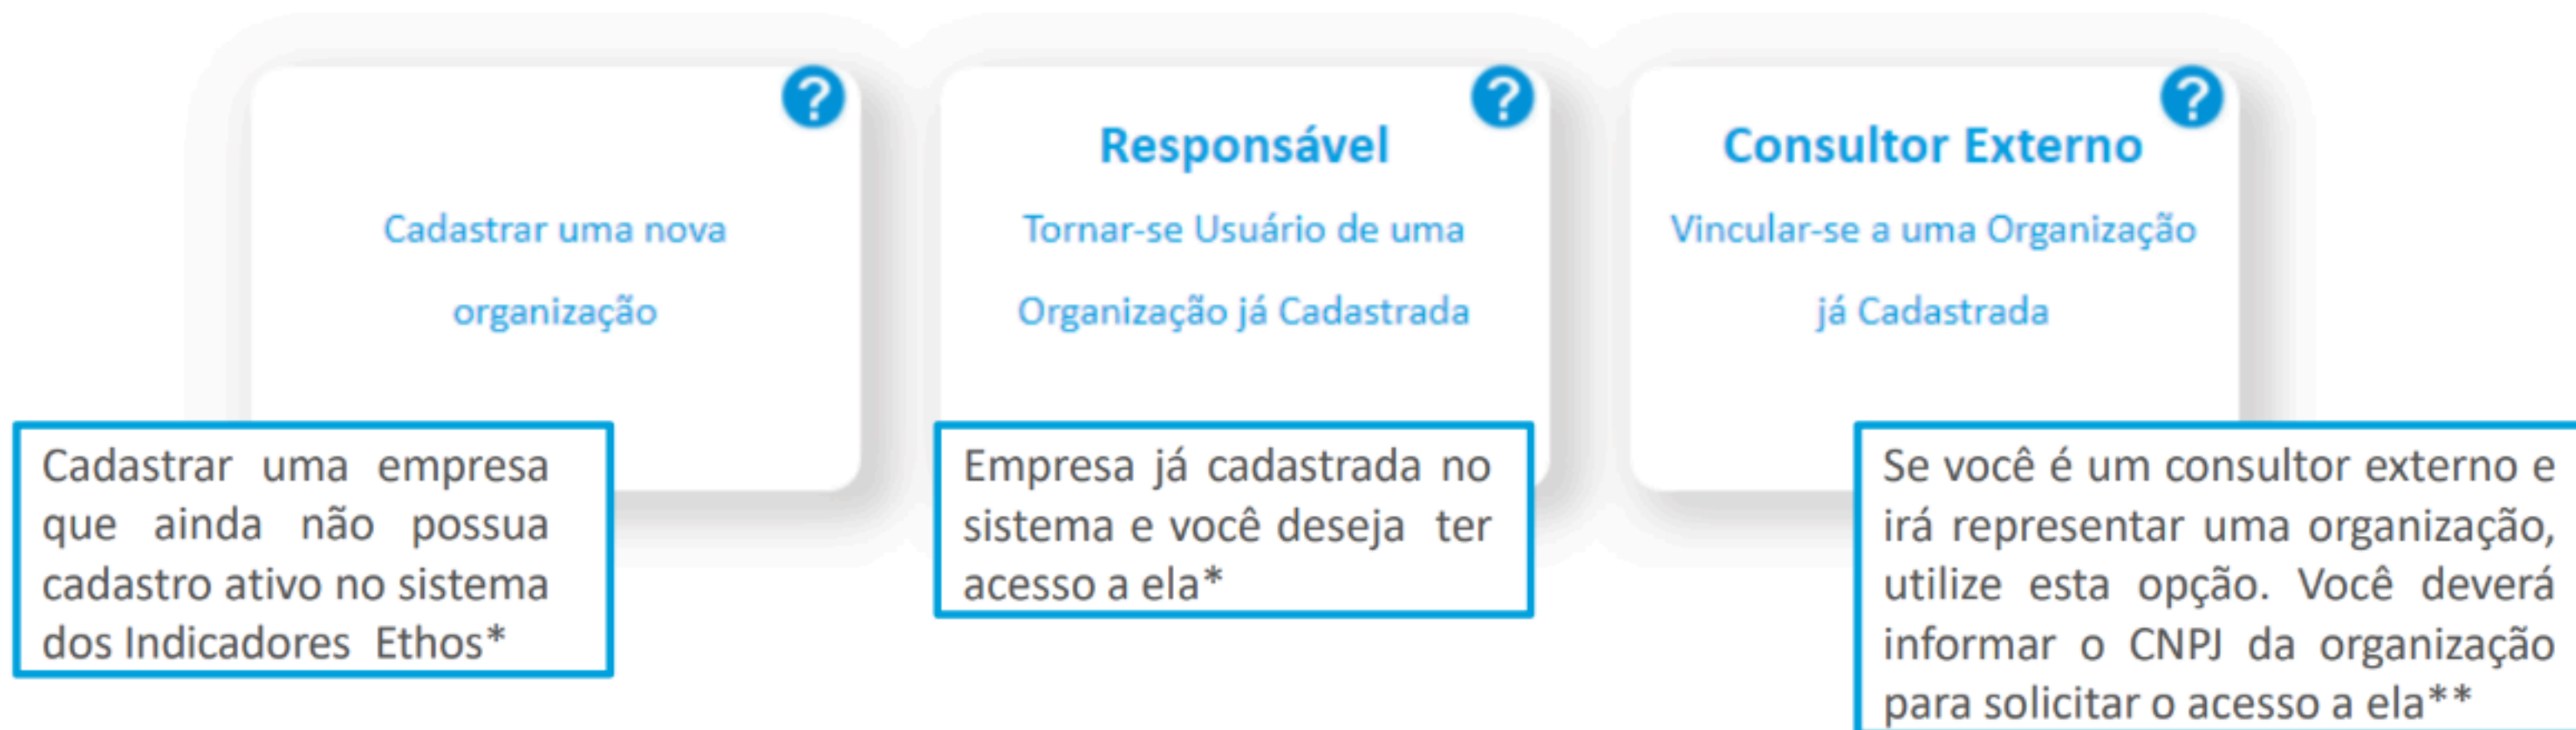 ?
Cadastrar uma nova
organização
?
Responsável
Tornar-se Usuário de uma
Organização já Cadastrada
?
Consultor Externo
Vincular-se a uma Organização
já Cadastrada
Cadastrar uma empresa
que ainda não possua
cadastro ativo no sistema
dos Indicadores Ethos*
Empresa já cadastrada no
sistema e você deseja ter
acesso a ela*
Se você é um consultor externo e
irá representar uma organização,
utilize esta opção. Você deverá
informar o CNPJ da organização
para solicitar o acesso a ela**